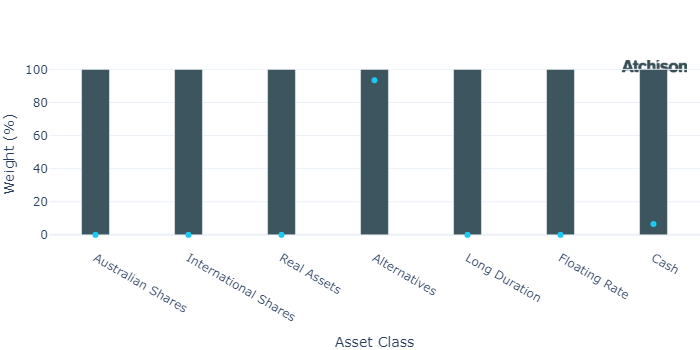 Atchison
100
80
60
40
20
0
Weight (%)
Australian Shares
International Shares
Real Assets
Alternatives
Long Duration
Floating Rate
Cash
Asset Class